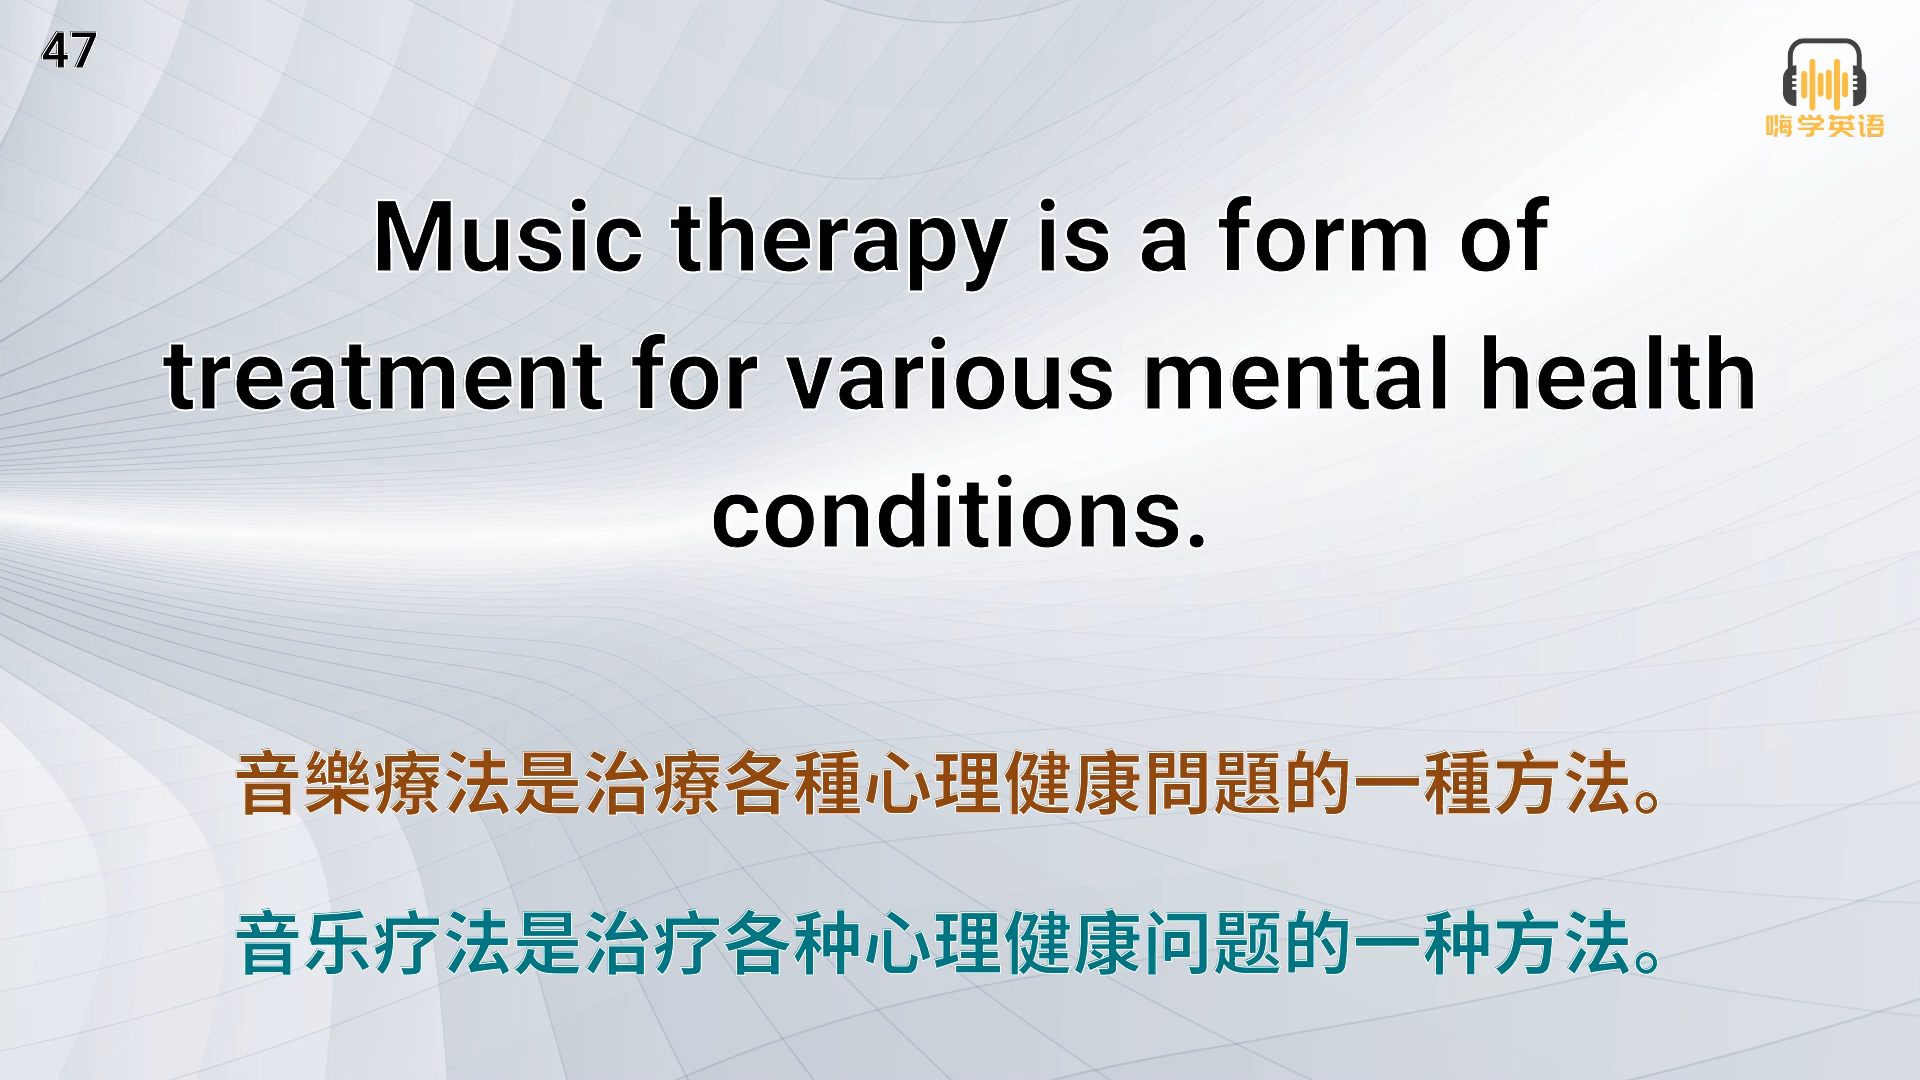 47
嗨学英语
Music therapy is a form of
treatment for various mental health
conditions.
音樂療法是治療各種心理健康問題的一種方法。
音乐疗法是治疗各种心理健康问题的一种方法。